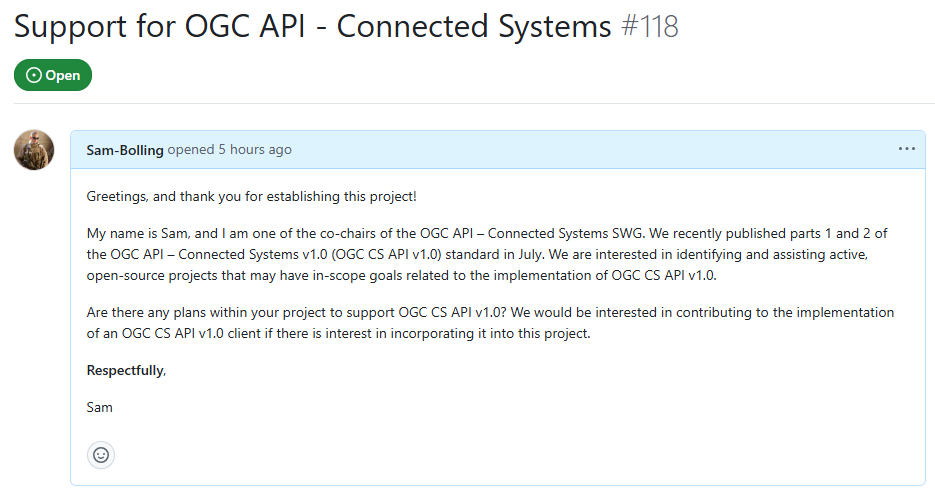 Support for OGC API - Connected Systems #118
Open
Sam-Bolling opened 5 hours ago
Greetings, and thank you for establishing this project!
My name is Sam, and I am one of the co-chairs of the OGC API – Connected Systems SWG. We recently published parts 1 and 2 of
the OGC API – Connected Systems v1.0 (OGC CS API v1.0) standard in July. We are interested in identifying and assisting active,
open-source projects that may have in-scope goals related to the implementation of OGC CS API v1.0.
Are there any plans within your project to support OGC CS API v1.0? We would be interested in contributing to the implementation
of an OGC CS API v1.0 client if there is interest in incorporating it into this project.
Respectfully,
Sam